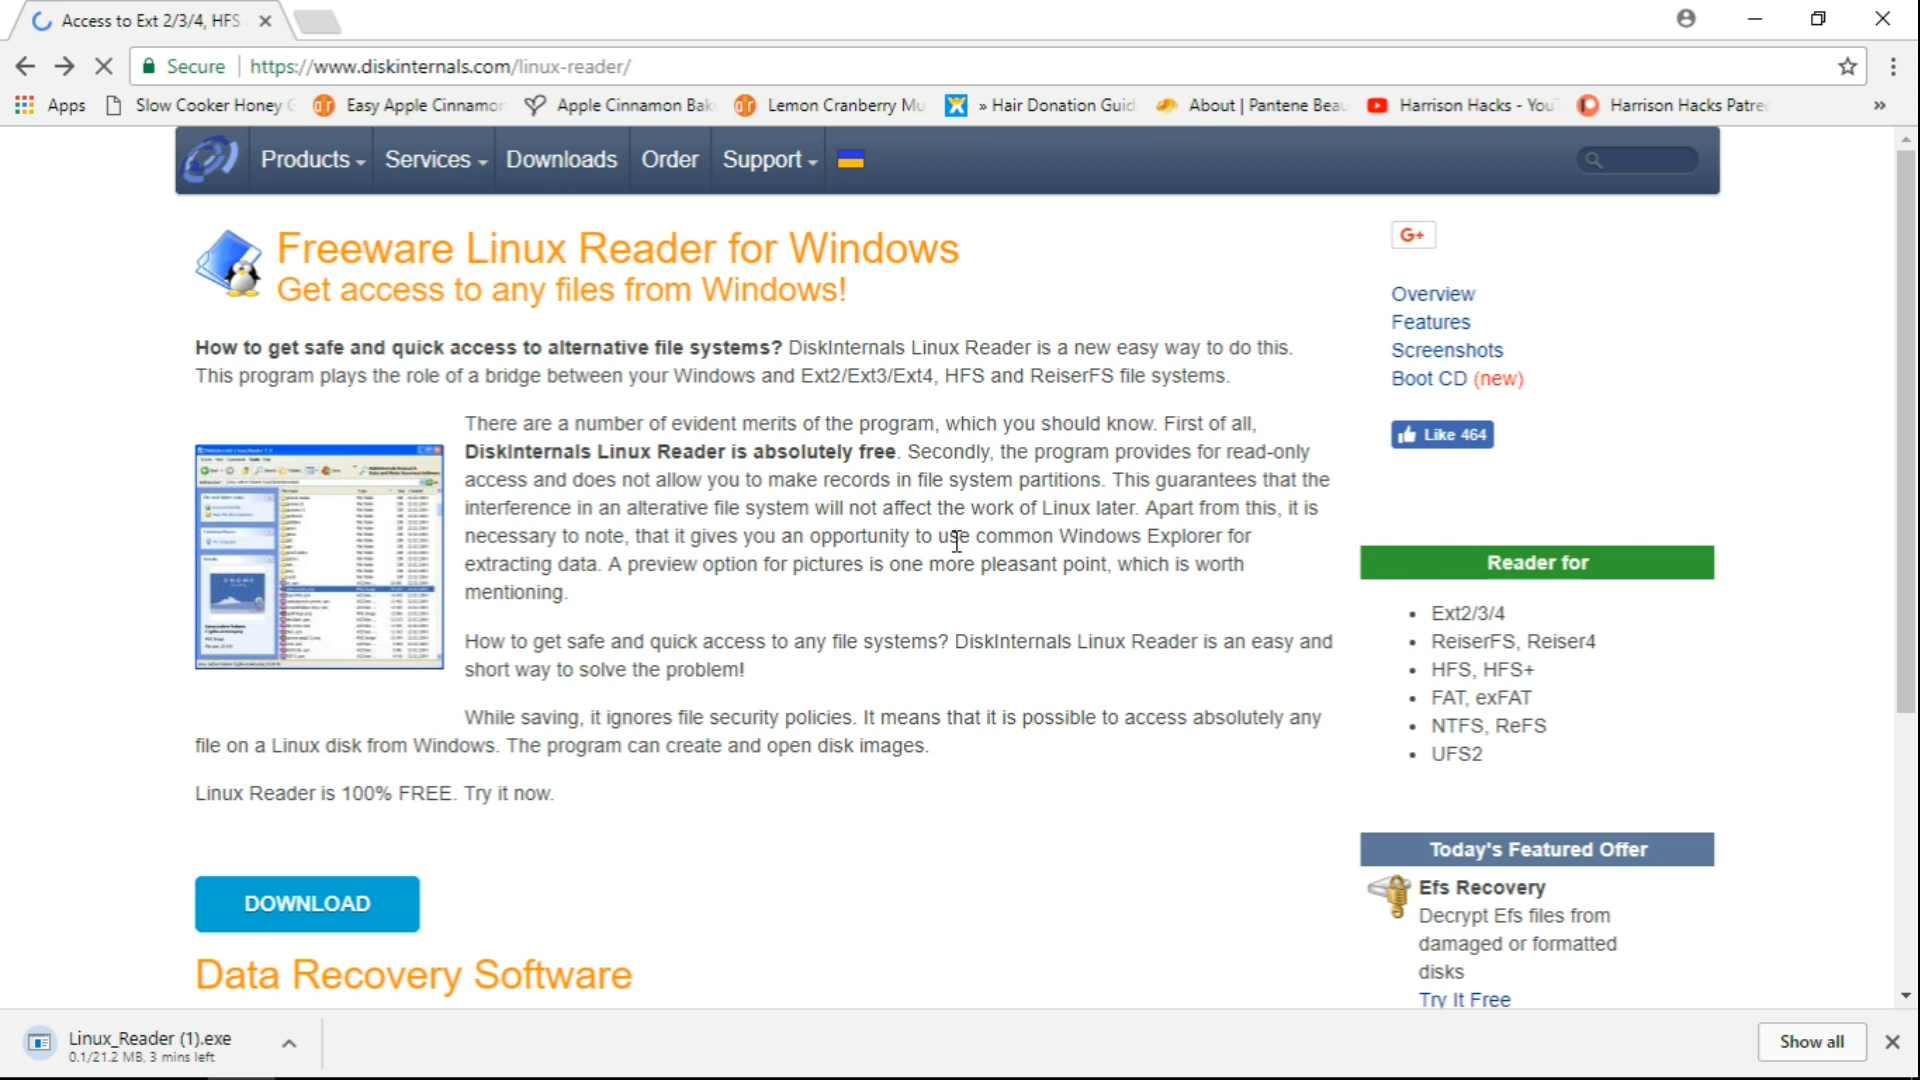 Access to Ext 2/3/4, HFS
Secure
https://www.diskinternals.com/linux-reader/
Apps
Slow Cooker Honey
Easy Apple Cinnamon
Apple Cinnamon Bak
Lemon Cranberry Mu
» Hair Donation Guid
About | Pantene Beau
Harrison Hacks - You
Harrison Hacks Patre
»
Products
Services
Downloads
Order
Support
Freeware Linux Reader for Windows
Get access to any files from Windows!
How to get safe and quick access to alternative file systems? DiskInternals Linux Reader is a new easy way to do this.
This program plays the role of a bridge between your Windows and Ext2/Ext3/Ext4, HFS and ReiserFS file systems.
There are a number of evident merits of the program, which you should know. First of all,
DiskInternals Linux Reader is absolutely free. Secondly, the program provides for read-only
access and does not allow you to make records in file system partitions. This guarantees that the
interference in an alterative file system will not affect the work of Linux later. Apart from this, it is
necessary to note, that it gives you an opportunity to use common Windows Explorer for
extracting data. A preview option for pictures is one more pleasant point, which is worth
mentioning.
How to get safe and quick access to any file systems? DiskInternals Linux Reader is an easy and
short way to solve the problem!
While saving, it ignores file security policies. It means that it is possible to access absolutely any
file on a Linux disk from Windows. The program can create and open disk images.
Linux Reader is 100% FREE. Try it now.
DOWNLOAD
Data Recovery Software
G+
Overview
Features
Screenshots
Boot CD (new)
Like 464
Reader for
• Ext2/3/4
• ReiserFS, Reiser4
• HFS, HFS+
• FAT, exFAT
• NTFS, ReFS
• UFS2
Today's Featured Offer
Efs Recovery
Decrypt Efs files from
damaged or formatted
disks
Try It Free
Linux_Reader (1).exe
0.1/21.2 MB, 3 mins left
Show all